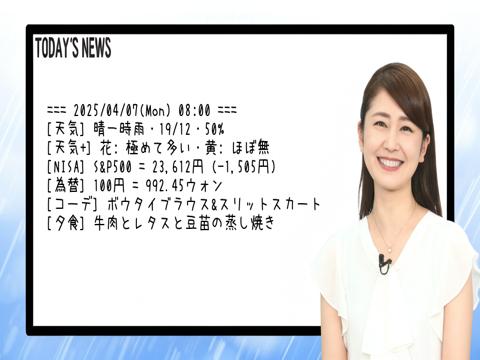 TODAY'S NEWS
=== 2025/04/07(Mon) 08:00 ===
[天気] 晴一時雨・19/12・50%
[天気+] 花: 極めて多い・黄: ほぼ無
[NISA] S&P500 = 23,612円 (-1,505円)
[為替] 100円 = 992.45ウォン
[コーデ] ボウタイブラウス&スリットスカート
[夕食] 牛肉とレタスと豆苗の蒸し焼き